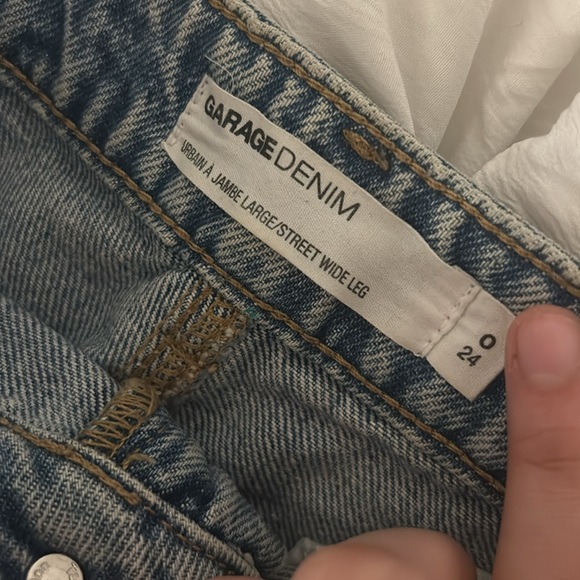 GARAGE DENIM
URBAIN À JAMBE LARGE/STREET WIDE LEG
0
24